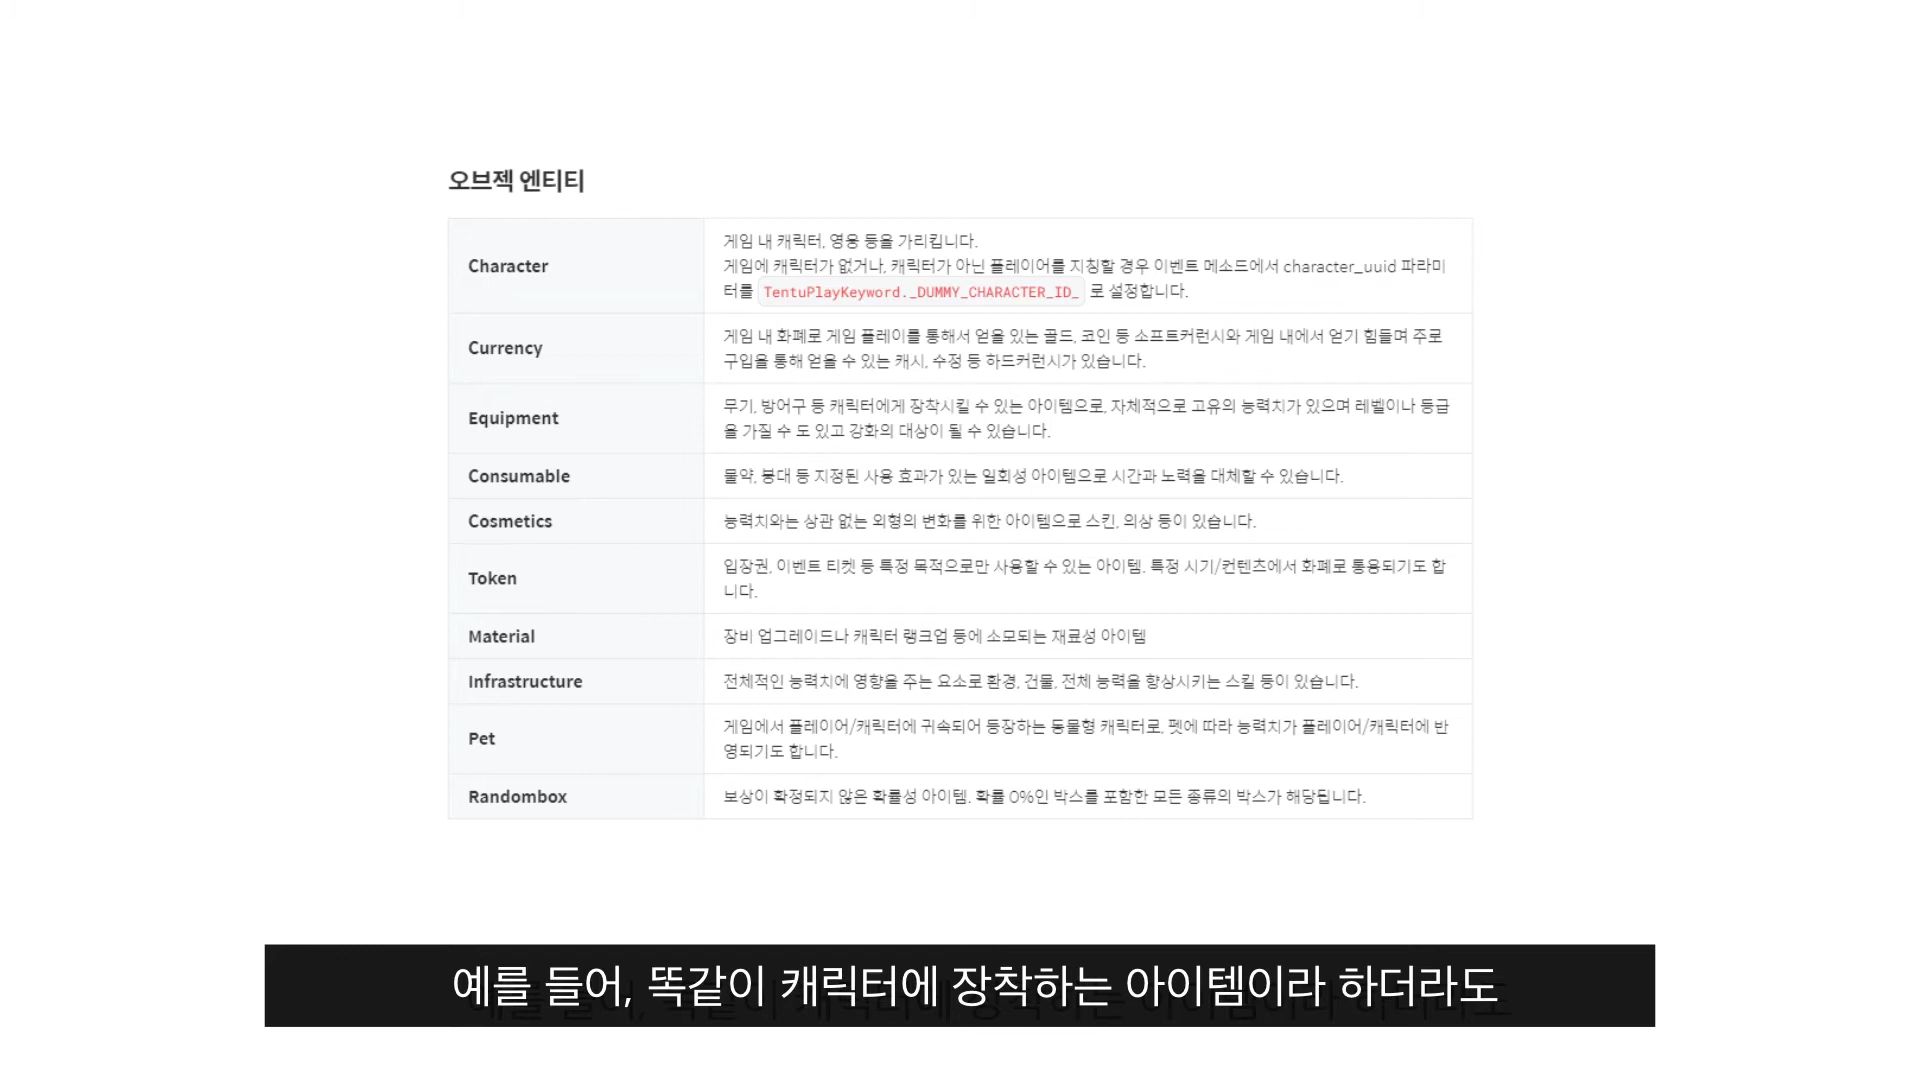 오브젝 엔티티
Character
게임 내 캐릭터, 영웅 등을 가리킵니다.
게임에 캐릭터가 없거나, 캐릭터가 아닌 플레이어를 지칭할 경우 이벤트 메소드에서 character_uuid 파라미
터를 TentuPlayKeyword._DUMMY_CHARACTER_ID_ 로 설정합니다.
Currency
게임 내 화폐로 게임 플레이를 통해서 얻을 있는 골드, 코인 등 소프트커런시와 게임 내에서 얻기 힘들며 주로
구입을 통해 얻을 수 있는 캐시, 수정 등 하드커런시가 있습니다.
Equipment
무기, 방어구 등 캐릭터에게 장착시킬 수 있는 아이템으로, 자체적으로 고유의 능력치가 있으며 레벨이나 등급
을 가질 수 도 있고 강화의 대상이 될 수 있습니다.
Consumable
물약, 붕대 등 지정된 사용 효과가 있는 일회성 아이템으로 시간과 노력을 대체할 수 있습니다.
Cosmetics
능력치와는 상관 없는 외형의 변화를 위한 아이템으로 스킨, 의상 등이 있습니다.
Token
입장권, 이벤트 티켓 등 특정 목적으로만 사용할 수 있는 아이템. 특정 시기/컨텐츠에서 화폐로 통용되기도 합
니다.
Material
장비 업그레이드나 캐릭터 랭크업 등에 소모되는 재료성 아이템
Infrastructure
전체적인 능력치에 영향을 주는 요소로 환경, 건물, 전체 능력을 향상시키는 스킬 등이 있습니다.
Pet
게임에서 플레이어/캐릭터에 귀속되어 등장하는 동물형 캐릭터로, 펫에 따라 능력치가 플레이어/캐릭터에 반
영되기도 합니다.
Randombox
보상이 확정되지 않은 확률성 아이템. 확률 0%인 박스를 포함한 모든 종류의 박스가 해당됩니다.
예를 들어, 똑같이 캐릭터에 장착하는 아이템이라 하더라도